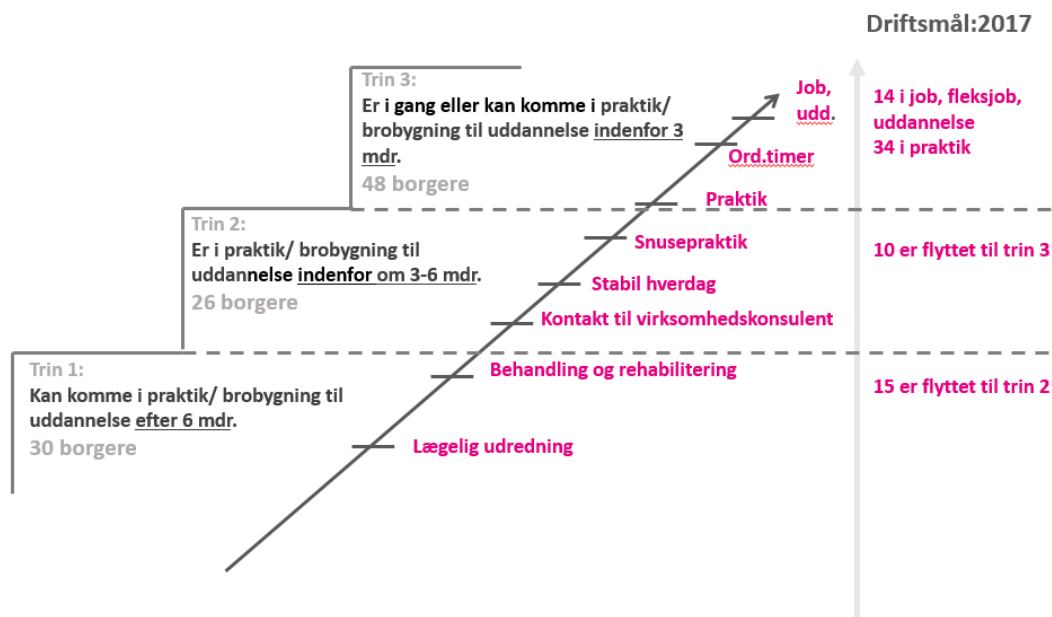 Driftsmål:2017
Trin 3:
Er i gang eller kan komme i praktik/
brobygning til uddannelse indenfor 3
mdr.
48 borgere
Job,
udd.
14 i job, fleksjob,
uddannelse
34 i praktik
Ord.timer
Praktik
Trin 2:
Er i praktik/ brobygning til
uddannelse indenfor om 3-6 mdr.
26 borgere
Snusepraktik
10 er flyttet til trin 3
Stabil hverdag
Kontakt til virksomhedskonsulent
Trin 1:
Kan komme i praktik/ brobygning til
uddannelse efter 6 mdr.
30 borgere
Behandling og rehabilitering
15 er flyttet til trin 2
Lægelig udredning